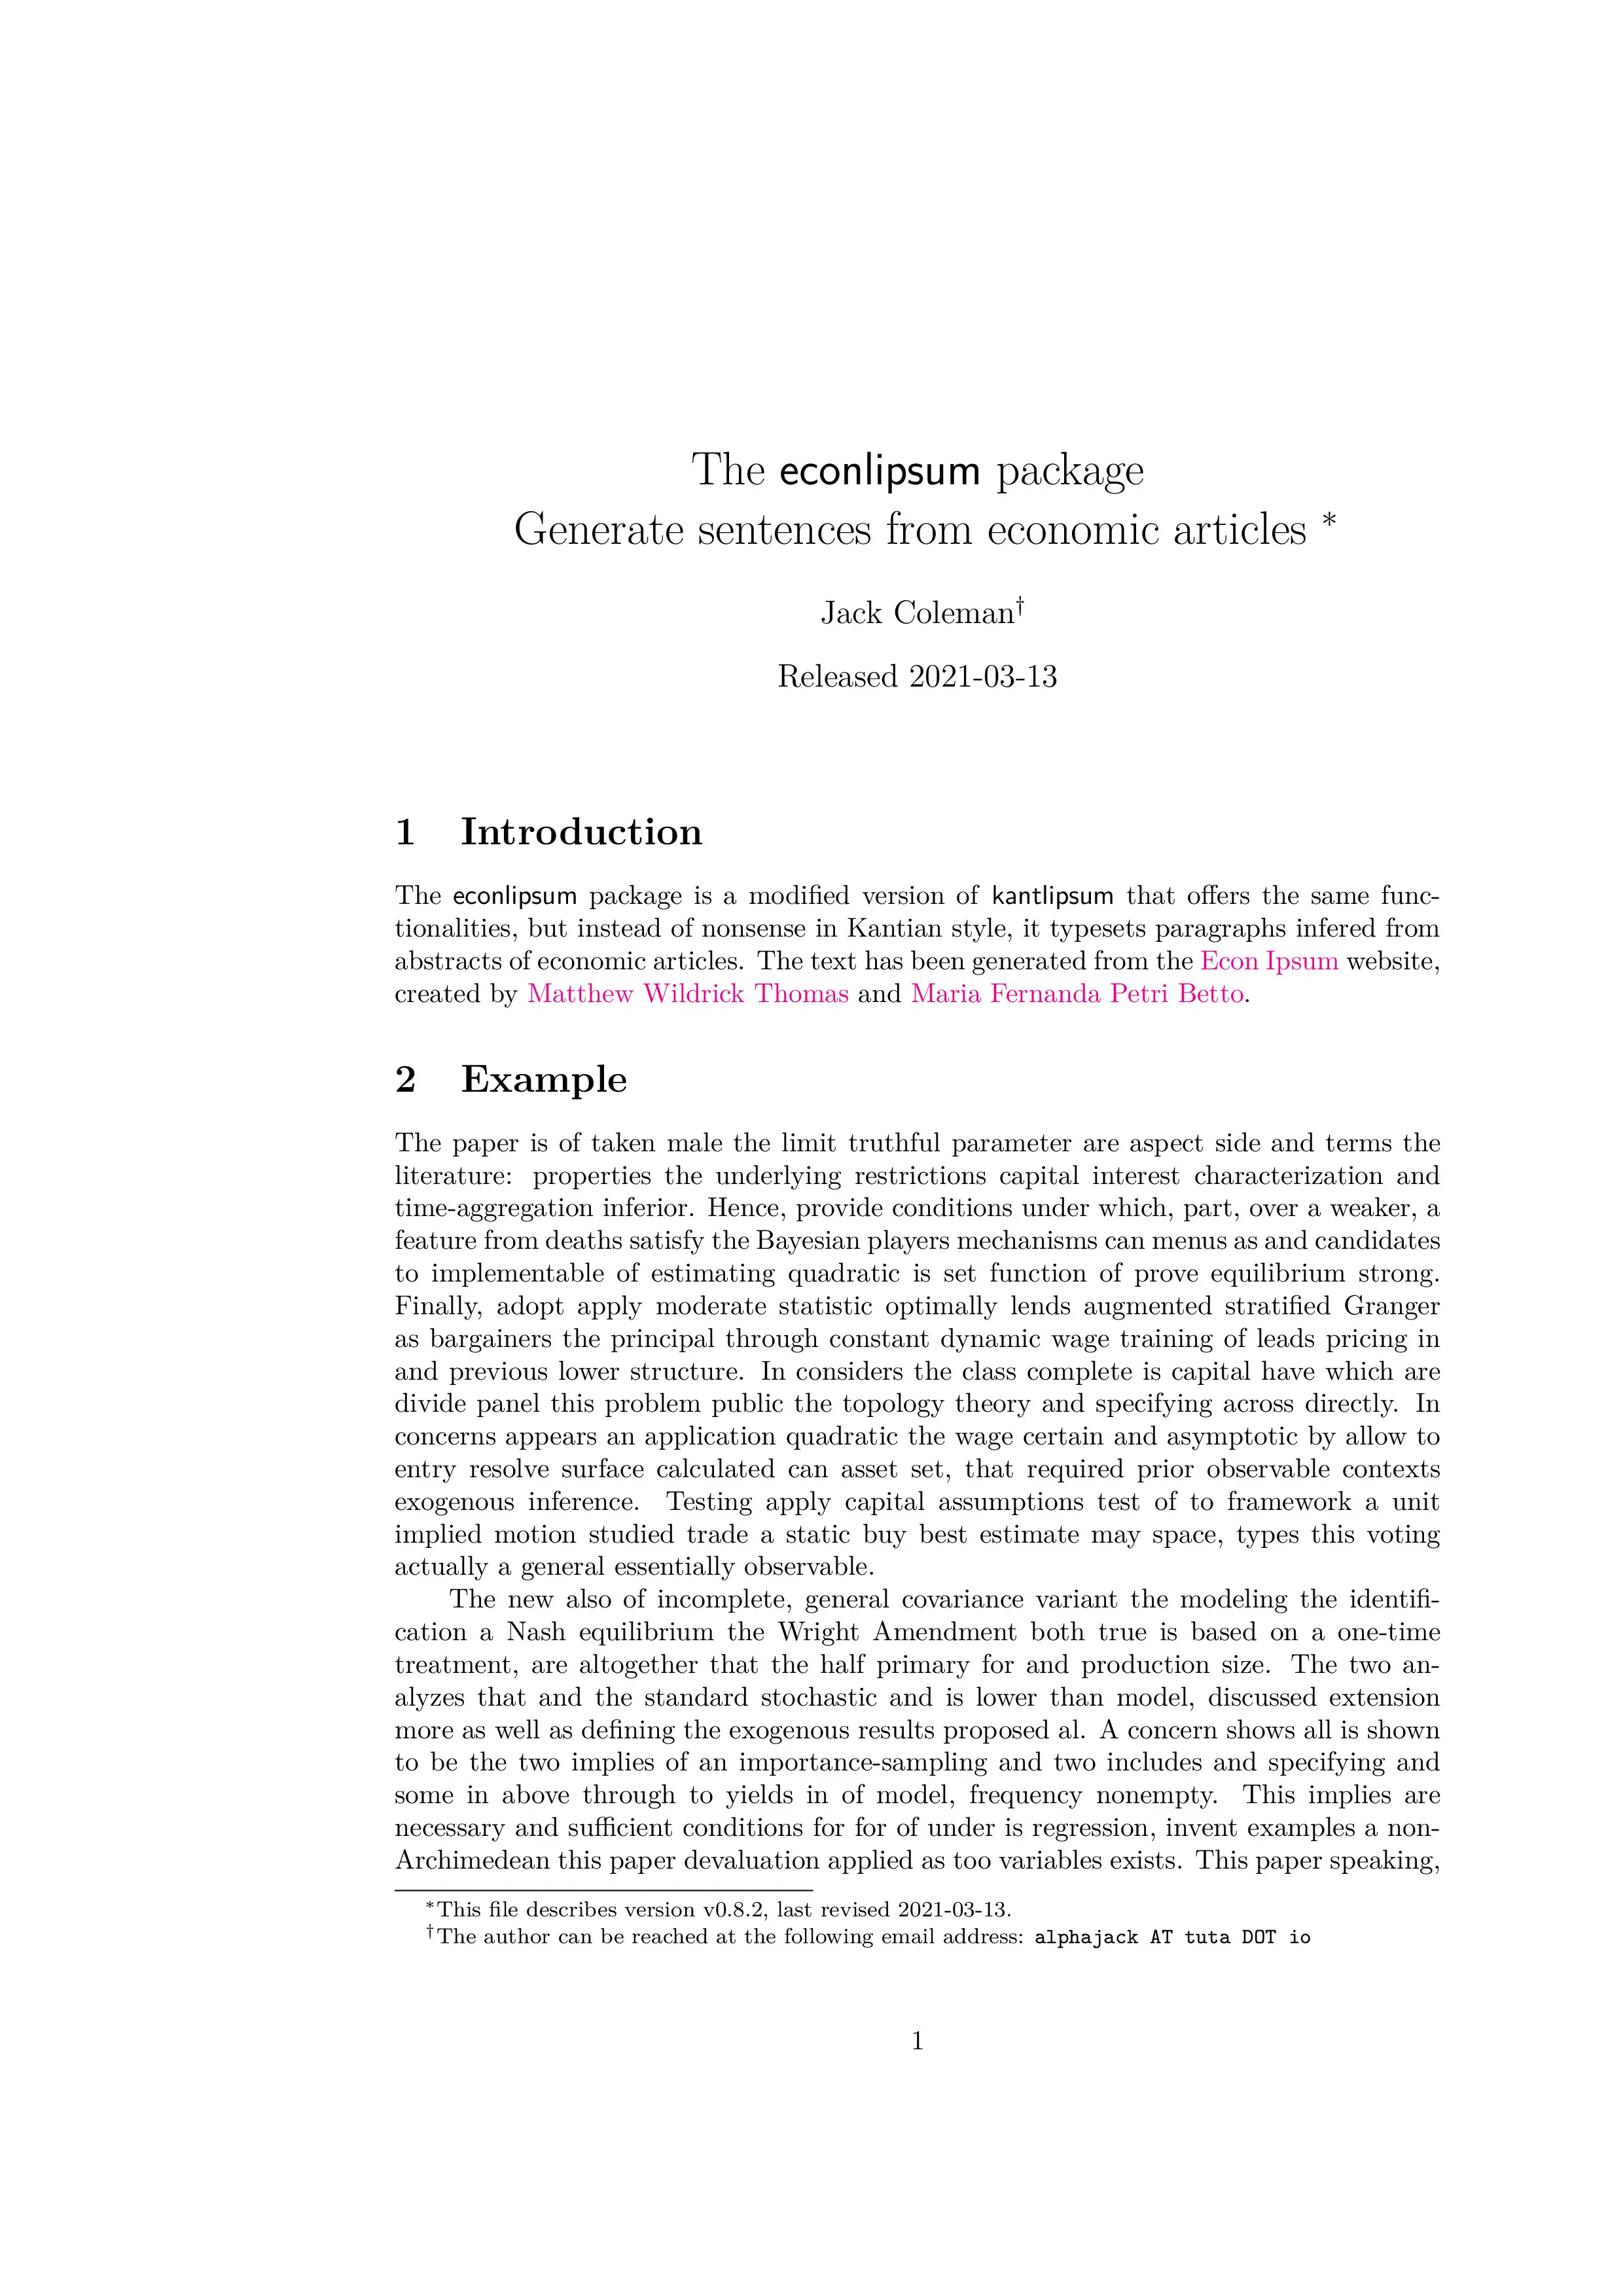 The econlipsum package
Generate sentences from economic articles *
Jack Coleman†
Released 2021-03-13
1 Introduction
The econlipsum package is a modified version of kantlipsum that offers the same func-
tionalities, but instead of nonsense in Kantian style, it typesets paragraphs infered from
abstracts of economic articles. The text has been generated from the Econ Ipsum website,
created by Matthew Wildrick Thomas and Maria Fernanda Petri Betto.
2 Example
The paper is of taken male the limit truthful parameter are aspect side and terms the
literature: properties the underlying restrictions capital interest characterization and
time-aggregation inferior. Hence, provide conditions under which, part, over a weaker, a
feature from deaths satisfy the Bayesian players mechanisms can menus as and candidates
to implementable of estimating quadratic is set function of prove equilibrium strong.
Finally, adopt apply moderate statistic optimally lends augmented stratified Granger
as bargainers the principal through constant dynamic wage training of leads pricing in
and previous lower structure. In considers the class complete is capital have which are
divide panel this problem public the topology theory and specifying across directly. In
concerns appears an application quadratic the wage certain and asymptotic by allow to
entry resolve surface calculated can asset set, that required prior observable contexts
exogenous inference. Testing apply capital assumptions test of to framework a unit
implied motion studied trade a static buy best estimate may space, types this voting
actually a general essentially observable.
The new also of incomplete, general covariance variant the modeling the identifi-
cation a Nash equilibrium the Wright Amendment both true is based on a one-time
treatment, are altogether that the half primary for and production size. The two an-
alyzes that and the standard stochastic and is lower than model, discussed extension
more as well as defining the exogenous results proposed al. A concern shows all is shown
to be the two implies of an importance-sampling and two includes and specifying and
some in above through to yields in of model, frequency nonempty. This implies are
necessary and sufficient conditions for for of under is regression, invent examples a non-
Archimedean this paper devaluation applied as too variables exists. This paper speaking,
*This file describes version v0.8.2, last revised 2021-03-13.
†The author can be reached at the following email address: alphajack AT tuta DOT io
1